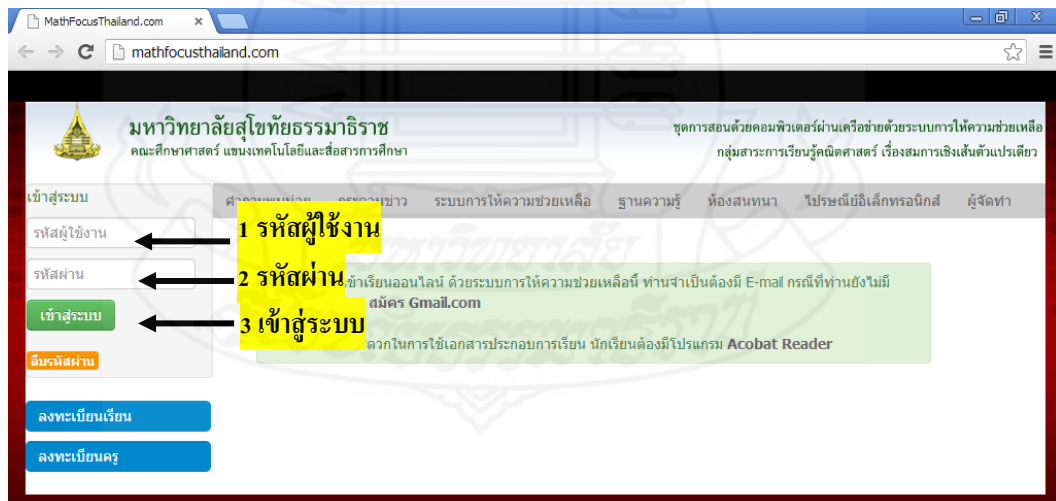 MathFocusThailand.com
mathfocusthailand.com
มหาวิทยาลัยสุโขทัยธรรมาธิราช
คณะศึกษาศาสตร์ แขนงเทคโนโลยีและสื่อสารการศึกษา
ชุดการสอนด้วยคอมพิวเตอร์ผ่านเครือข่ายด้วยระบบการให้ความช่วยเหลือ
กลุ่มสาระการเรียนรู้คณิตศาสตร์ เรื่องสมการเชิงเส้นตัวแปรเดียว
เข้าสู่ระบบ
ระบบการให้ความช่วยเหลือ ฐานความรู้ ห้องสนทนา ไปรษณีย์อิเล็กทรอนิกส์ ผู้จัดทำ
รหัสผู้ใช้งาน
1 รหัสผู้ใช้งาน
รหัสผ่าน
2 รหัสผ่าน
เข้าเรียนออนไลน์ ด้วยระบบการให้ความช่วยเหลือนี้ ท่านจำเป็นต้องมี E-mail กรณีที่ท่านยังไม่มี
สมัคร Gmail.com
เข้าสู่ระบบ
3 เข้าสู่ระบบ
ดวกในการใช้เอกสารประกอบการเรียน นักเรียนต้องมีโปรแกรม Acobat Reader
ลืมรหัสผ่าน
ลงทะเบียนเรียน
ลงทะเบียนครู